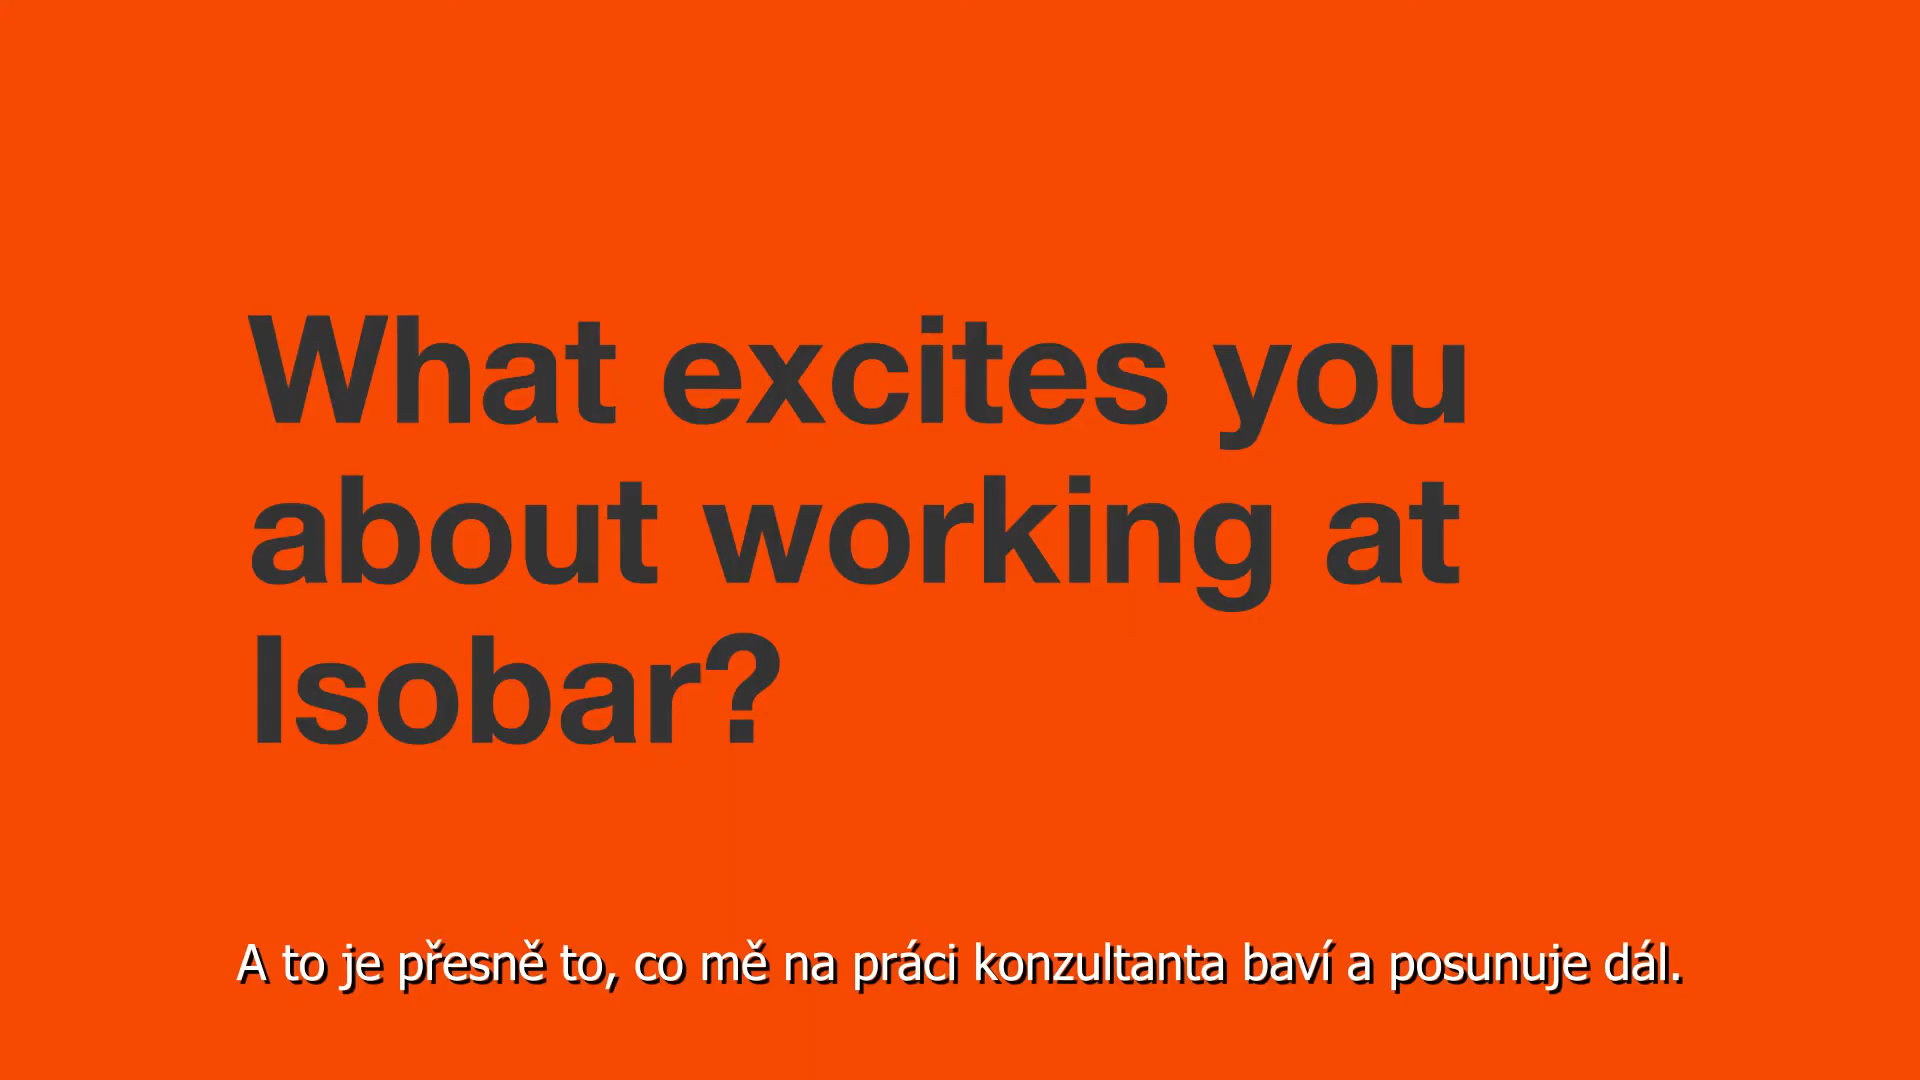 What excites you
about working at
Isobar?
A to je přesně to, co mě na práci konzultanta baví a posunuje dál.